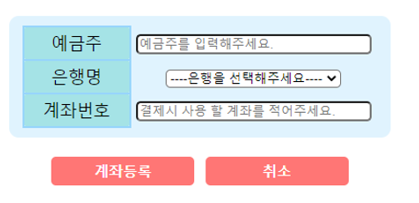 예금주 예금주를 입력해주세요.
은행명 ----은행을 선택해주세요----
계좌번호 결제시 사용 할 계좌를 적어주세요.
계좌등록 취소